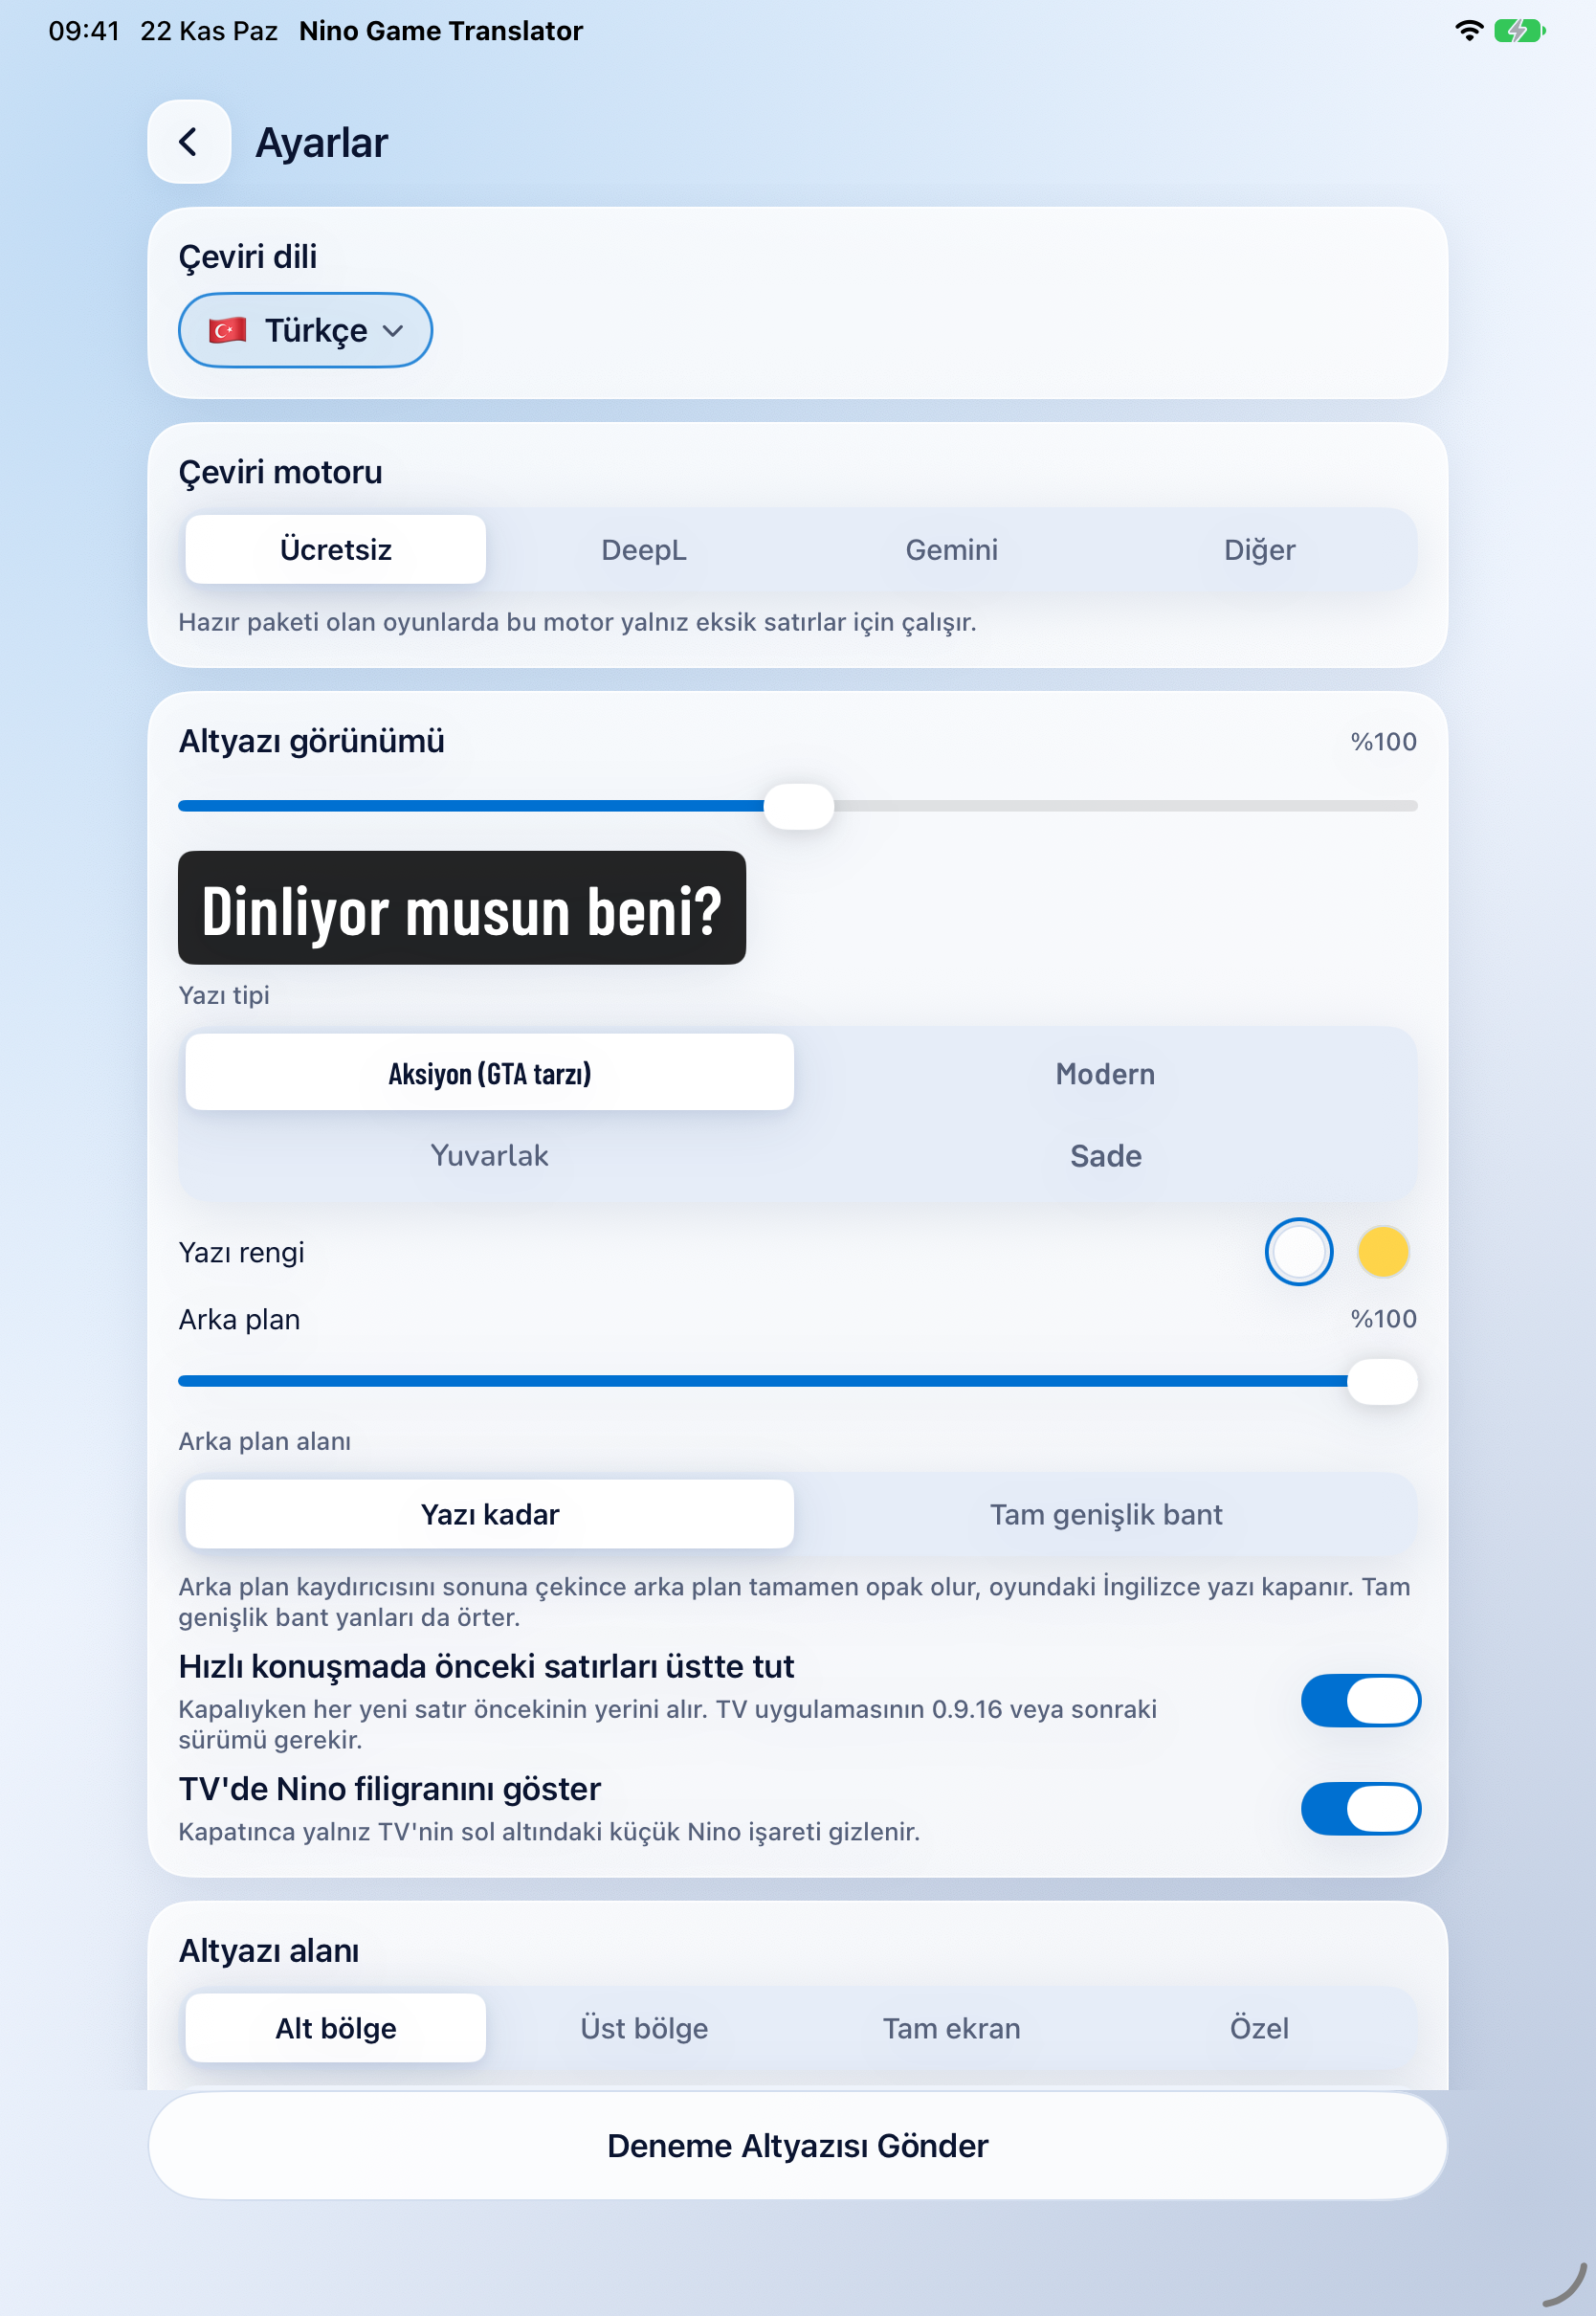 09:41 22 Kas Paz Nino Game Translator
Ayarlar
Çeviri dili
Türkçe
Çeviri motoru
Ücretsiz DeepL Gemini Diğer
Hazır paketi olan oyunlarda bu motor yalnız eksik satırlar için çalışır.
Altyazı görünümü %100
Dinliyor musun beni?
Yazı tipi
Aksiyon (GTA tarzı) Modern
Yuvarlak Sade
Yazı rengi
Arka plan %100
Arka plan alanı
Yazı kadar Tam genişlik bant
Arka plan kaydırıcısını sonuna çekince arka plan tamamen opak olur, oyundaki İngilizce yazı kapanır. Tam
genişlik bant yanları da örter.
Hızlı konuşmada önceki satırları üstte tut
Kapalıyken her yeni satır öncekinin yerini alır. TV uygulamasının 0.9.16 veya sonraki
sürümü gerekir.
TV'de Nino filigranını göster
Kapatınca yalnız TV'nin sol altındaki küçük Nino işareti gizlenir.
Altyazı alanı
Alt bölge Üst bölge Tam ekran Özel
Deneme Altyazısı Gönder